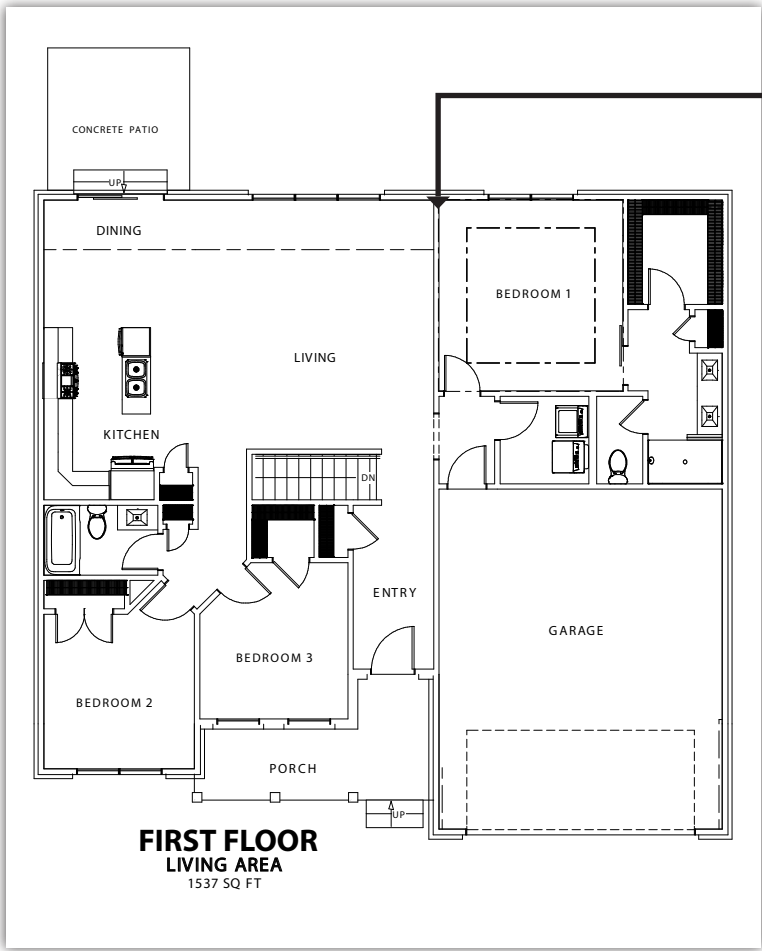 CONCRETE PATIO
UP
DINING
BEDROOM 1
LIVING
KITCHEN
DN
ENTRY
GARAGE
BEDROOM 3
BEDROOM 2
PORCH
UP
FIRST FLOOR
LIVING AREA
1537 SQ FT